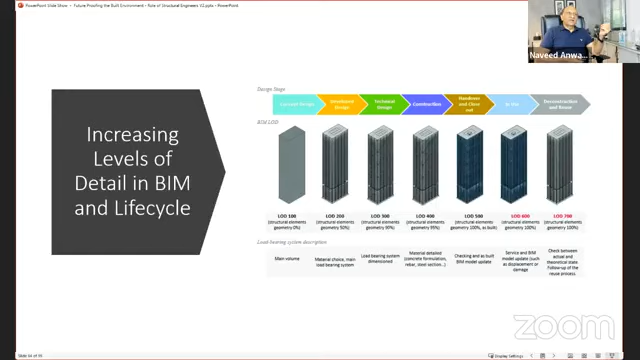 PowerPoint Slide Show - Future Proofing the Built Environment - Role of Structural Engineers V2.pptx - PowerPoint
Naveed Anwa...
Increasing
Levels of
Detail in BIM
and Lifecycle
Design Stage
Concept Design
Developed
Design
Technical
Design
Construction
Handover
and Close
out
In Use
Deconstruction
and Reuse
BIM LOD
LOD 100
(structural elements
geometry 0%)
LOD 200
(structural elements
geometry 50%)
LOD 300
(structural elements
geometry 90%)
LOD 400
(structural elements
geometry 95%)
LOD 500
(structural elements
geometry 100%, as built)
LOD 600
(structural elements
geometry 100%)
LOD 700
(structural elements
geometry 100%)
Load bearing system description
Main volume
Material choice, main
load bearing system
Load bearing system
dimensioned
Material detailed
(concrete formulation,
rebar, steel section...)
Checking and as built
BIM model update
Service and BIM
model update (such
as displacement or
damage)
Check between
actual and
theoretical state.
Follow-up of the
reuse process.
zoom
Display Settings